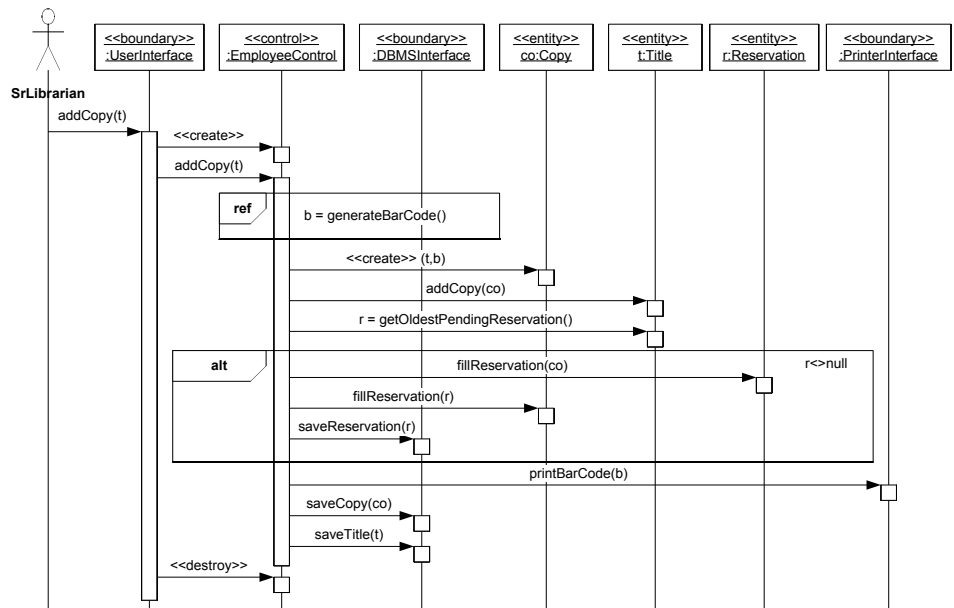 <<boundary>>
:UserInterface
<<control>>
:EmployeeControl
<<boundary>>
:DBMSInterface
<<entity>>
co:Copy
<<entity>>
t:Title
<<entity>>
r:Reservation
<<boundary>>
:PrinterInterface
SrLibrarian
addCopy(t)
<<create>>
addCopy(t)
ref
b = generateBarCode()
<<create>> (t,b)
addCopy(co)
r = getOldestPendingReservation()
alt
fillReservation(co)
r<>null
fillReservation(r)
saveReservation(r)
printBarCode(b)
saveCopy(co)
saveTitle(t)
<<destroy>>